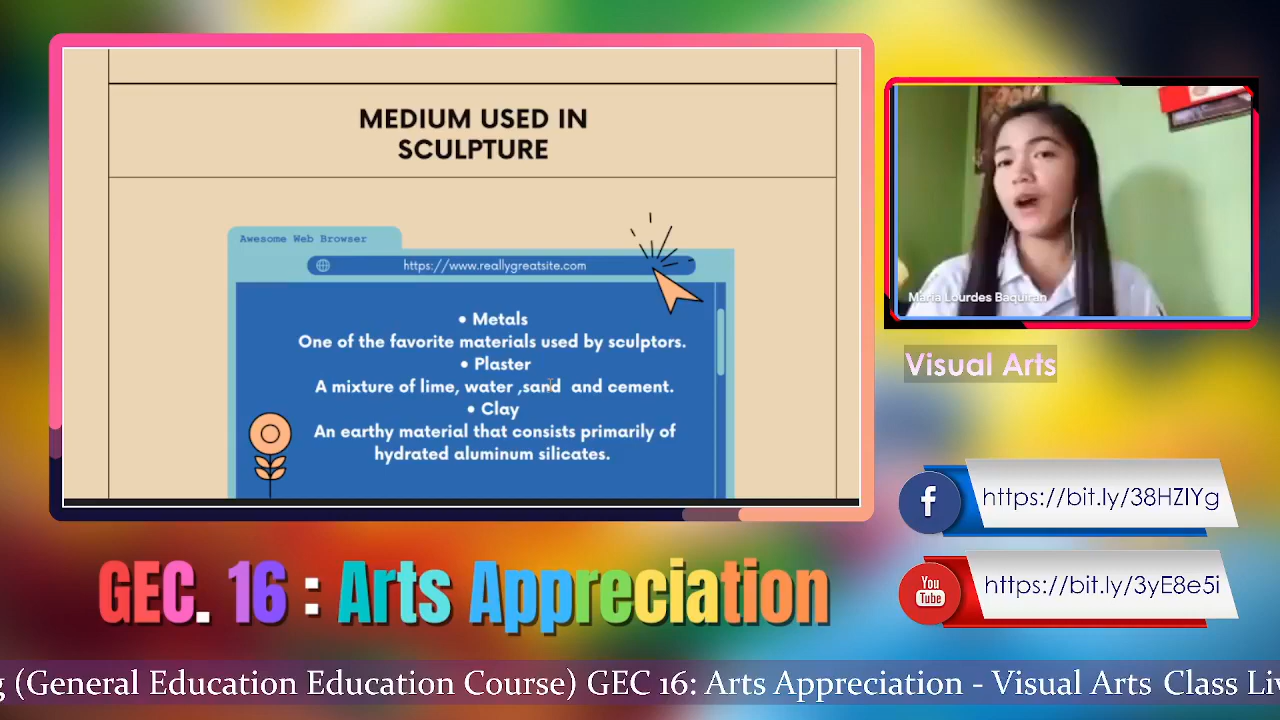 MEDIUM USED IN
SCULPTURE
Awesome Web Browser
https://www.reallygreatsite.com
• Metals
One of the favorite materials used by sculptors.
• Plaster
A mixture of lime, water ,sand  and cement.
• Clay
An earthy material that consists primarily of
hydrated aluminum silicates.
Maria Lourdes Baquiran
Visual Arts
https://bit.ly/38HZIYg
You
Tube
https://bit.ly/3yE8e5i
GEC. 16 : Arts Appreciation
g (General Education Education Course) GEC 16: Arts Appreciation - Visual Arts Class Liv